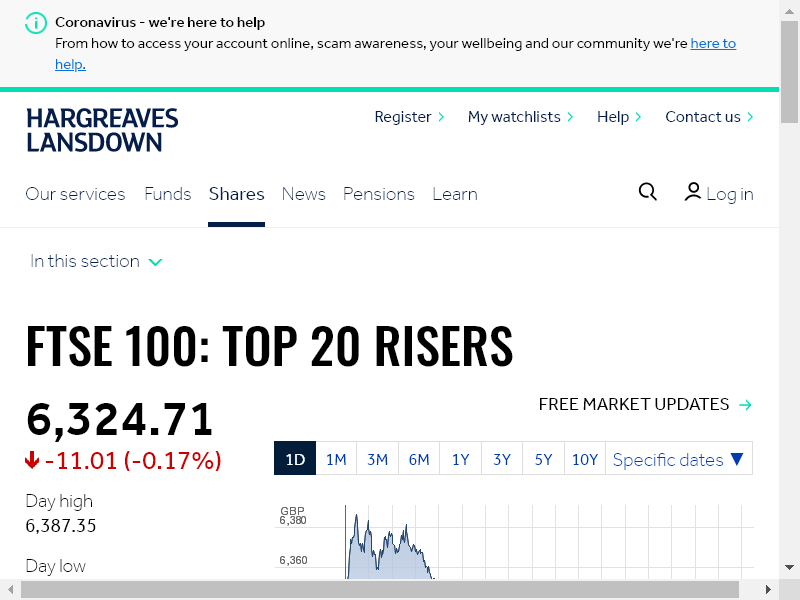 Coronavirus - we're here to help
From how to access your account online, scam awareness, your wellbeing and our community we're here to
help.
HARGREAVES
LANSDOWN
Register
My watchlists
Help
Contact us
Our services
Funds
Shares
News
Pensions
Learn
Log in
In this section
FTSE 100: TOP 20 RISERS
6,324.71
-11.01 (-0.17%)
FREE MARKET UPDATES
1D
1M
3M
6M
1Y
3Y
5Y
10Y
Specific dates
Day high
6,387.35
Day low
GBP
6,380
6,360